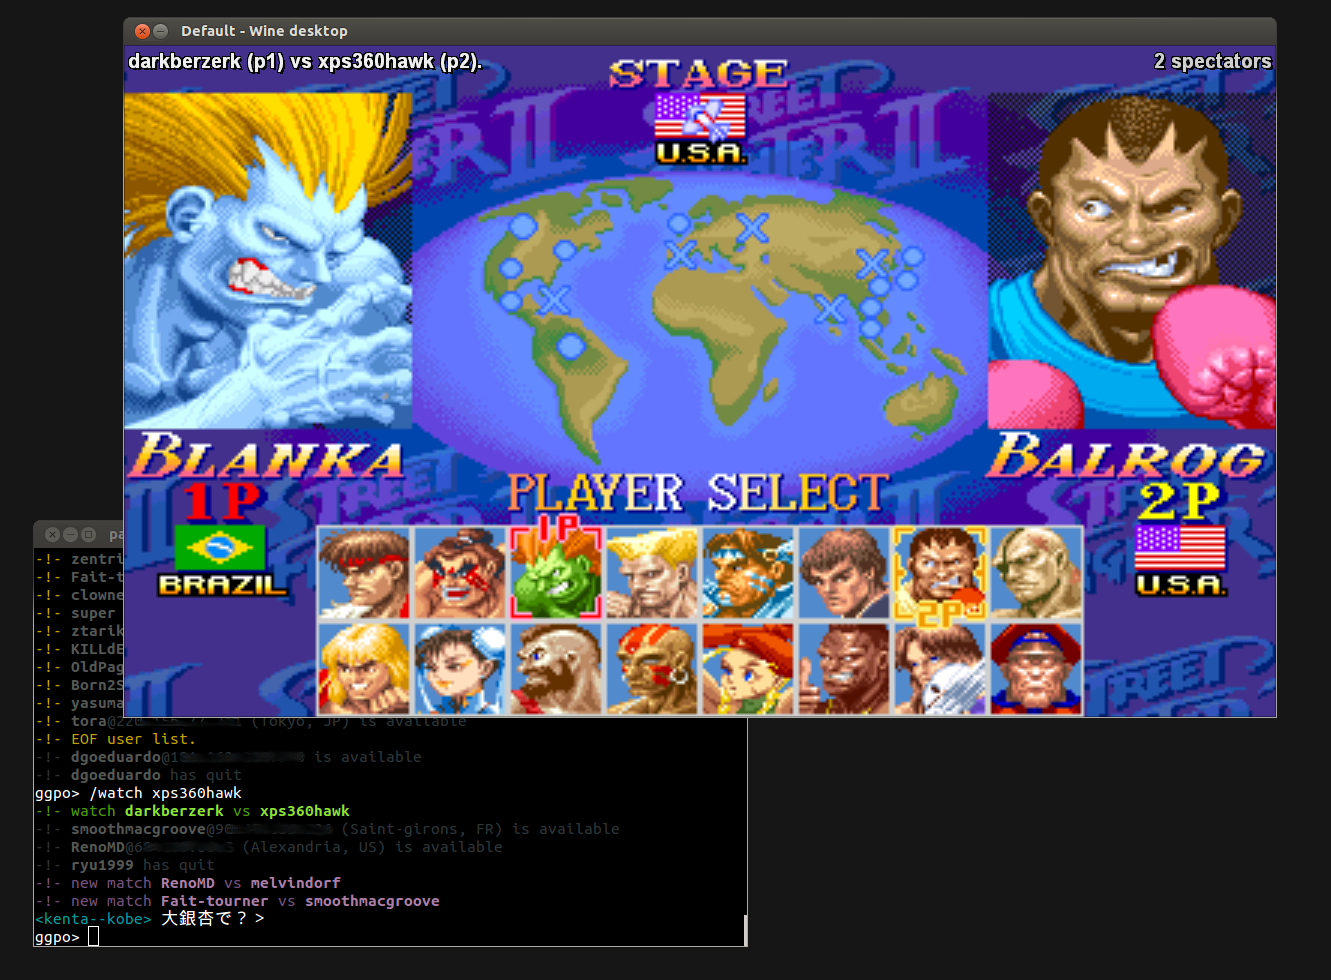 Default - Wine desktop
darkberzerk (p1) vs xps360hawk (p2).
2 spectators
STAGE
U.S.A.
BLANKA
1P
BRAZIL
BALROG
2P
U.S.A.
PLAYER SELECT
1P
2P
pa
-!- zentri
-!- Fait-t
-!- clowne
-!- super
-!- ztarik
-!- KILLdE
-!- OldPag
-!- Born2S
-!- yasuma
-!- tora@220 (Tokyo, JP) is available
-!- EOF user list.
-!- dgoeduardo@1 is available
-!- dgoeduardo has quit
ggpo> /watch xps360hawk
-!- watch darkberzerk vs xps360hawk
-!- smoothmacgroove@90 (Saint-girons, FR) is available
-!- RenoMD@68 (Alexandria, US) is available
-!- ryu1999 has quit
-!- new match RenoMD vs melvindorf
-!- new match Fait-tourner vs smoothmacgroove
<kenta--kobe> 大銀杏で？＞
ggpo>